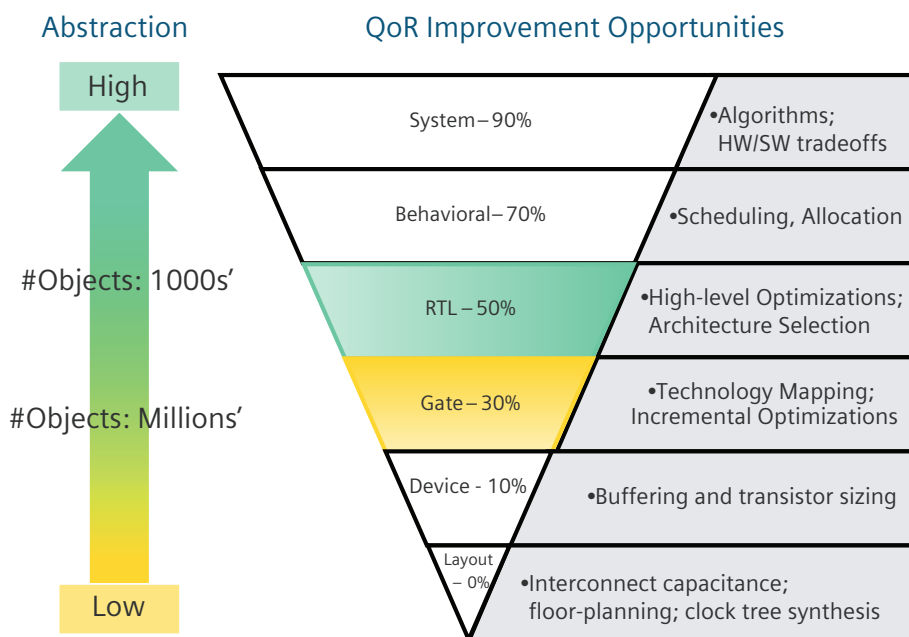 Abstraction
QoR Improvement Opportunities
High
System – 90%
•Algorithms;
HW/SW tradeoffs
Behavioral– 70%
•Scheduling, Allocation
#Objects: 1000s’
RTL – 50%
•High-level Optimizations;
Architecture Selection
#Objects: Millions’
Gate – 30%
•Technology Mapping;
Incremental Optimizations
Device - 10%
•Buffering and transistor sizing
Layout
– 0%
•Interconnect capacitance;
floor-planning; clock tree synthesis
Low